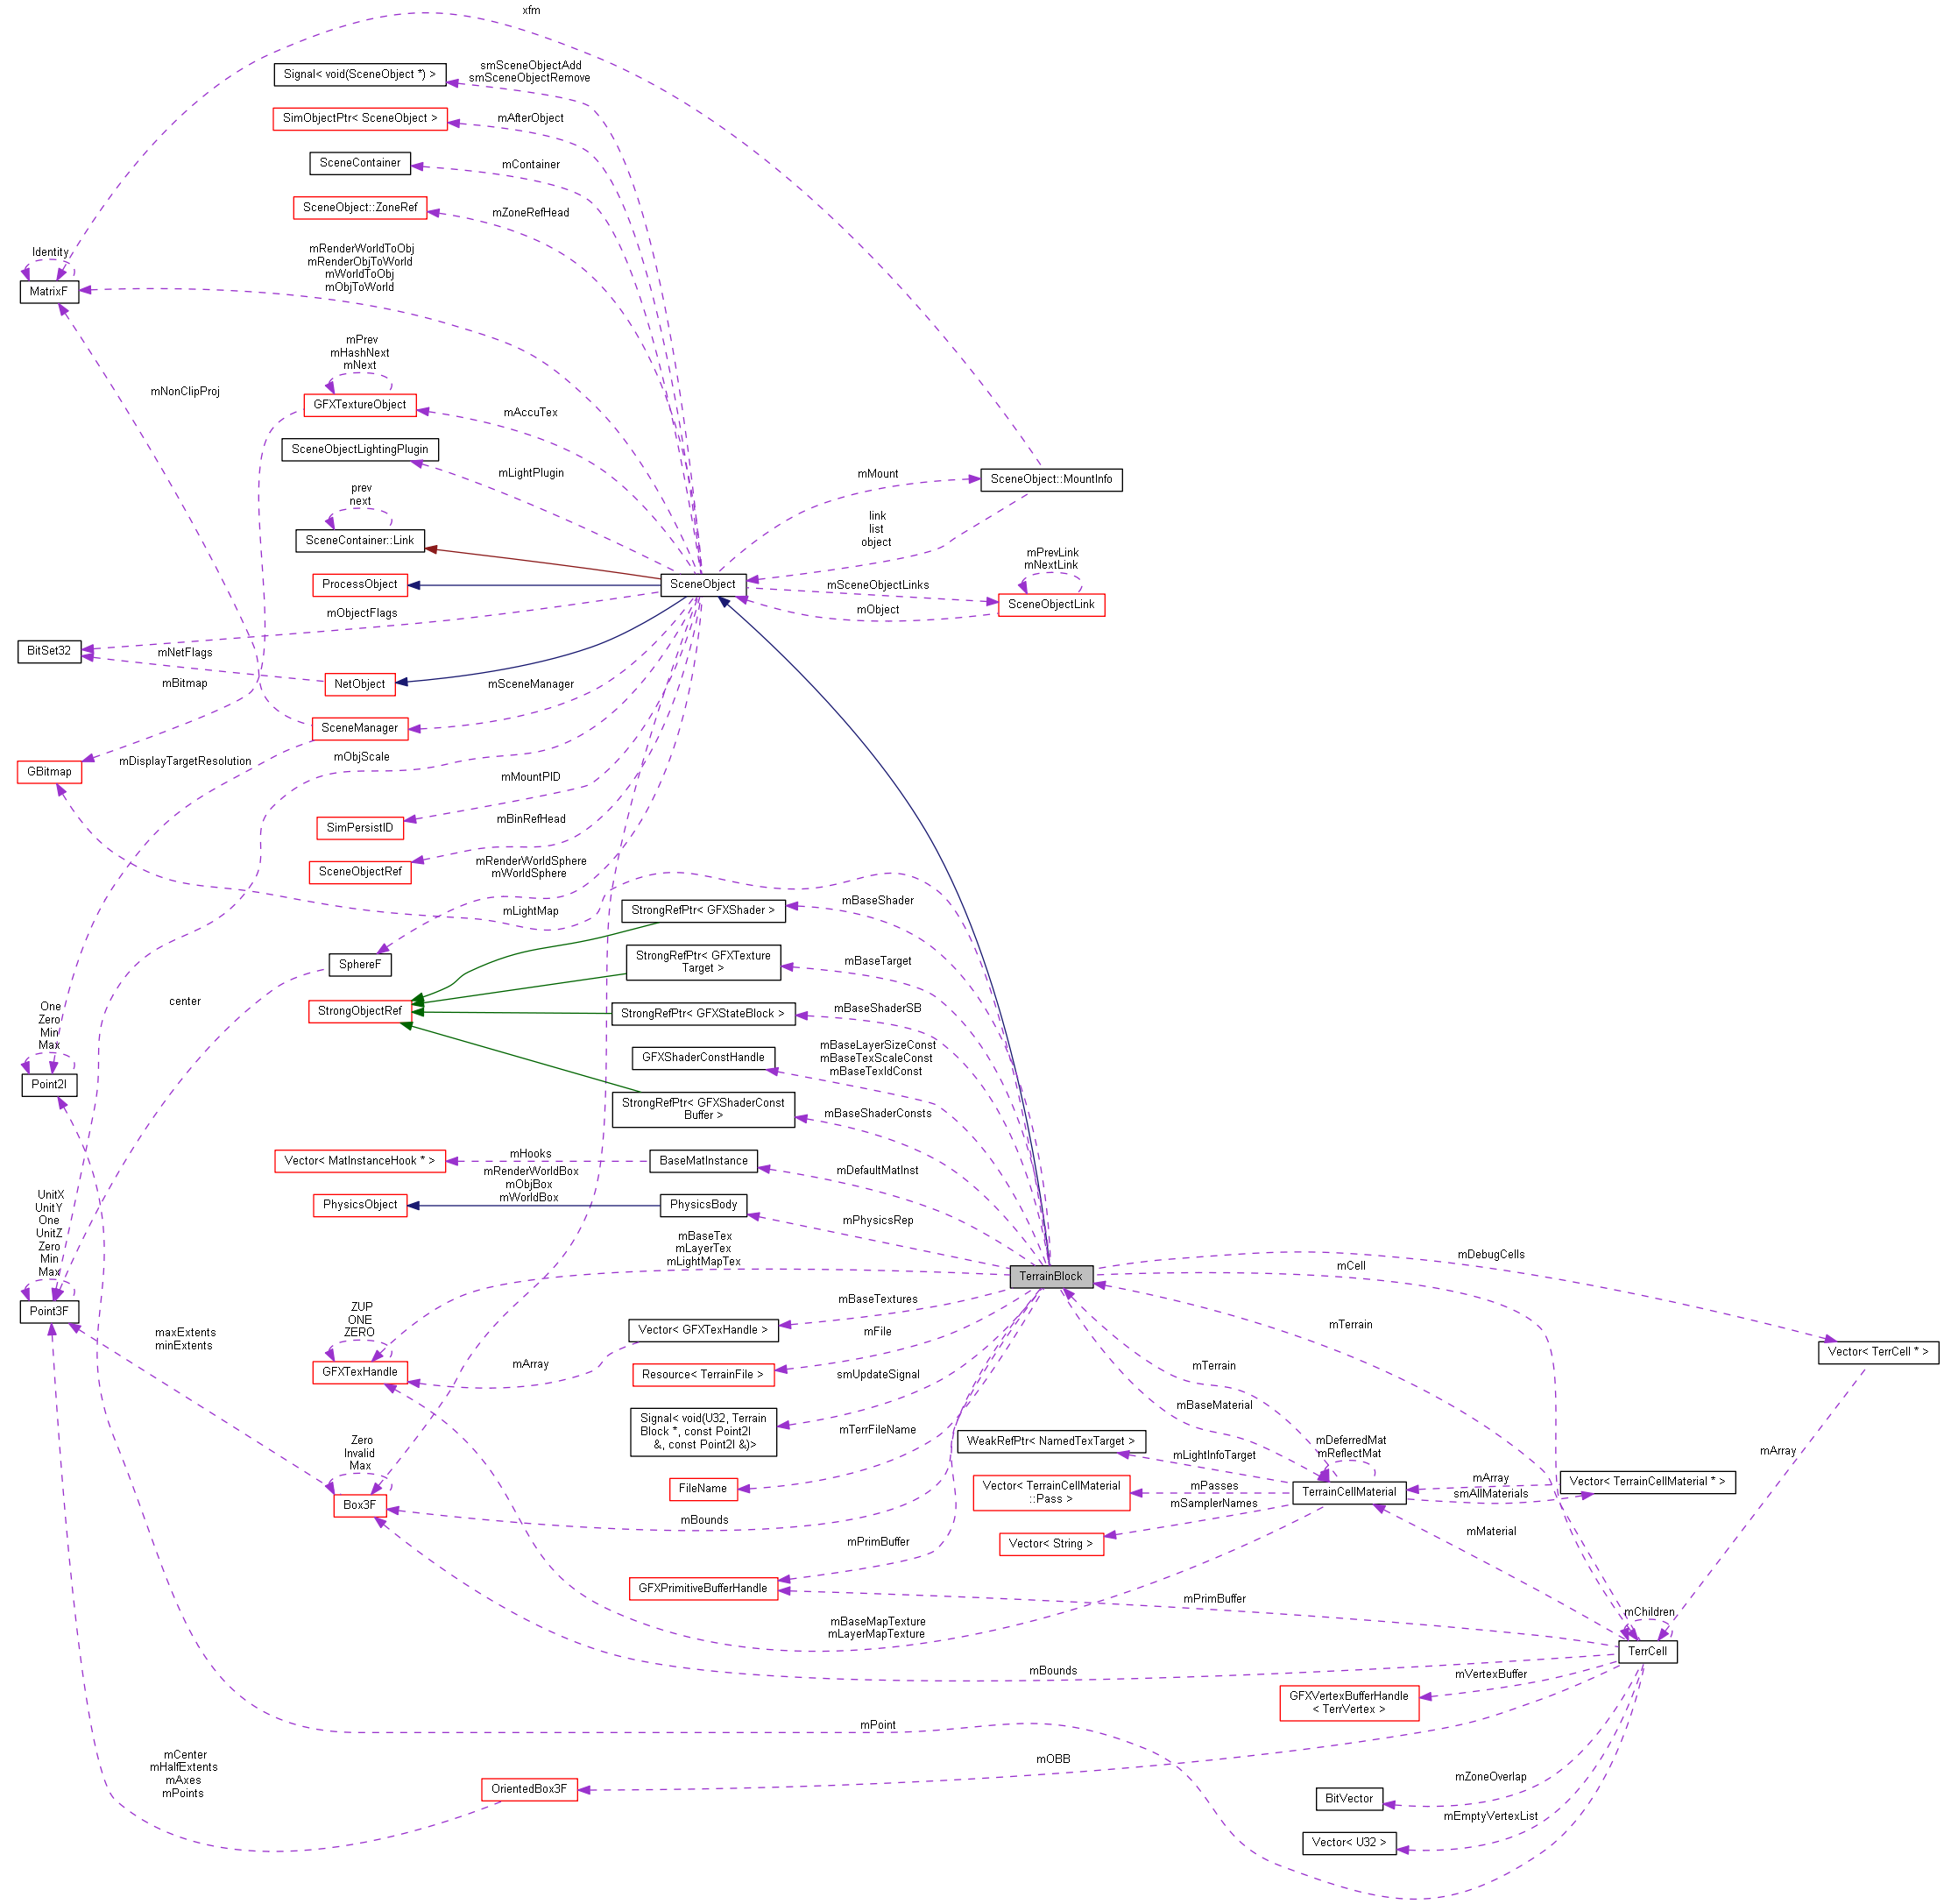 xfm
smSceneObjectAdd
smSceneObjectRemove
Signal< void(SceneObject *) >
SimObjectPtr< SceneObject >
mAfterObject
SceneContainer
mContainer
SceneObject::ZoneRef
mZoneRefHead
Identity
MatrixF
mRenderWorldToObj
mRenderObjToWorld
mWorldToObj
mObjToWorld
mPrev
mHashNext
mNext
mNonClipProj
GFXTextureObject
mAccuTex
SceneObjectLightingPlugin
mLightPlugin
mMount
SceneObject::MountInfo
prev
next
SceneContainer::Link
link
list
object
mPrevLink
mNextLink
ProcessObject
SceneObject
mSceneObjectLinks
SceneObjectLink
mObject
mObjectFlags
BitSet32
mNetFlags
mBitmap
NetObject
mSceneManager
SceneManager
GBitmap
mDisplayTargetResolution
mObjScale
mMountPID
SimPersistID
mBinRefHead
SceneObjectRef
mRenderWorldSphere
mWorldSphere
mLightMap
StrongRefPtr< GFXShader >
mBaseShader
SphereF
StrongRefPtr< GFXTexture
Target >
mBaseTarget
center
One
Zero
Min
Max
Point2I
StrongObjectRef
StrongRefPtr< GFXStateBlock >
mBaseShaderSB
GFXShaderConstHandle
mBaseLayerSizeConst
mBaseTexScaleConst
mBaseTexIdConst
StrongRefPtr< GFXShaderConst
Buffer >
mBaseShaderConsts
Vector< MatInstanceHook * >
mHooks
BaseMatInstance
mDefaultMatInst
mRenderWorldBox
mObjBox
mWorldBox
PhysicsObject
PhysicsBody
mPhysicsRep
UnitX
UnitY
One
UnitZ
Zero
Min
Max
Point3F
mBaseTex
mLayerTex
mLightMapTex
TerrainBlock
mDebugCells
mCell
ZUP
ONE
ZERO
GFXTexHandle
maxExtents
minExtents
mArray
Vector< GFXTexHandle >
mBaseTextures
mFile
Resource< TerrainFile >
smUpdateSignal
Signal< void(U32, Terrain
Block *, const Point2I
&, const Point2I &)>
mTerrFileName
FileName
mTerrain
mTerrain
mBaseMaterial
Vector< TerrCell * >
mArray
WeakRefPtr< NamedTexTarget >
mLightInfoTarget
mDeferredMat
mReflectMat
Vector< TerrainCellMaterial
::Pass >
mPasses
mSamplerNames
TerrainCellMaterial
mArray
smAllMaterials
Vector< TerrainCellMaterial * >
Vector< String >
mMaterial
Zero
Invalid
Max
Box3F
mBounds
mPrimBuffer
GFXPrimitiveBufferHandle
mPrimBuffer
mBaseMapTexture
mLayerMapTexture
mChildren
TerrCell
mBounds
mVertexBuffer
GFXVertexBufferHandle
< TerrVertex >
mPoint
mOBB
mCenter
mHalfExtents
mAxes
mPoints
OrientedBox3F
mZoneOverlap
BitVector
mEmptyVertexList
Vector< U32 >